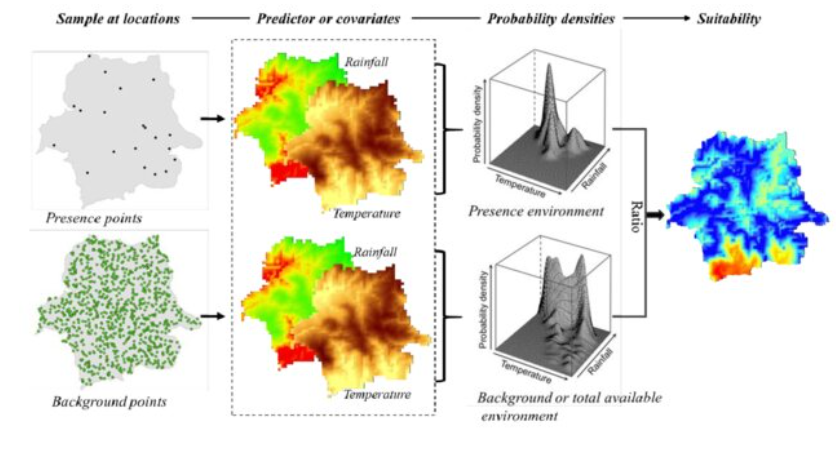 Sample at locations
Predictor or covariates
Probability densities
Suitability
Rainfall
Temperature
Presence points
Probability density
Temperature
Rainfall
Presence environment
Ratio
Rainfall
Temperature
Background points
Probability density
Temperature
Rainfall
Background or total available
environment